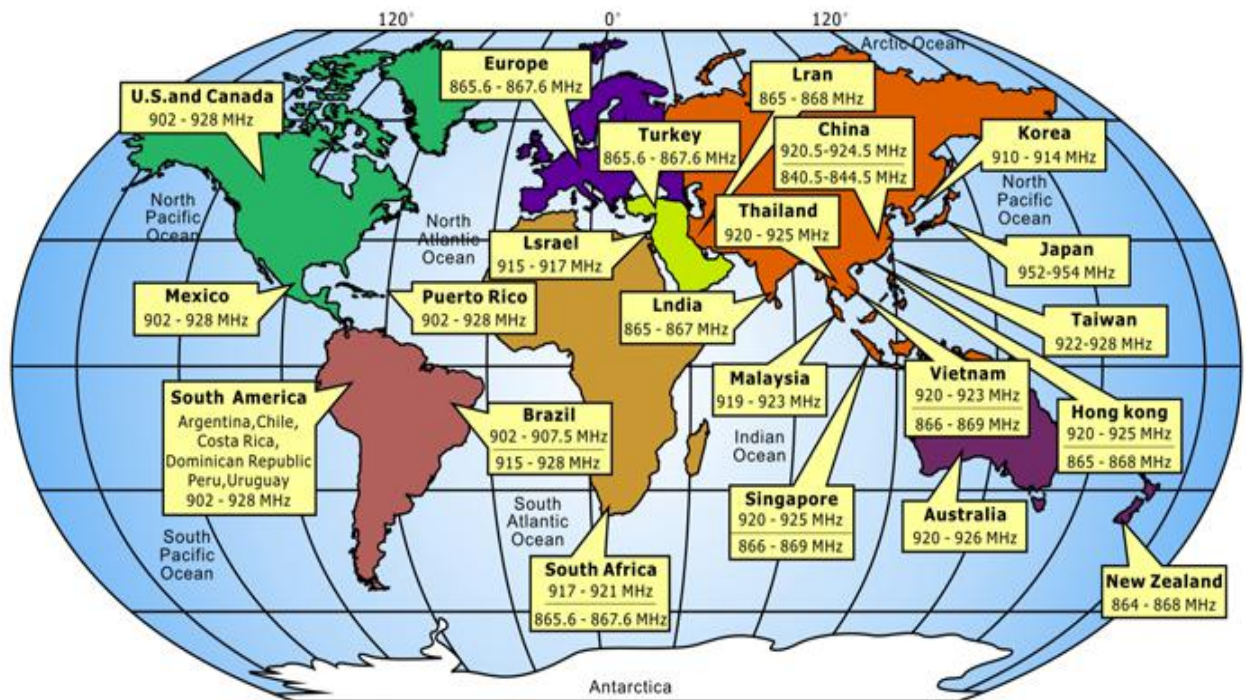 120°
0°
120°
Arctic Ocean
Europe
865.6 - 867.6 MHz
Lran
865 - 868 MHz
U.S.and Canada
902 - 928 MHz
Turkey
865.6 - 867.6 MHz
China
920.5-924.5 MHz
840.5-844.5 MHz
Korea
910 - 914 MHz
North
Pacific
Ocean
North
Atlantic
Ocean
Thailand
920 - 925 MHz
North
Pacific
Ocean
Lsrael
915 - 917 MHz
Japan
952-954 MHz
Mexico
902 - 928 MHz
Puerto Rico
902 - 928 MHz
Lndia
865 - 867 MHz
Taiwan
922-928 MHz
Malaysia
919 - 923 MHz
Vietnam
920 - 923 MHz
866 - 869 MHz
South America
Argentina,Chile,
Costa Rica,
Dominican Republic
Peru,Uruguay
902 - 928 MHz
Brazil
902 - 907.5 MHz
915 - 928 MHz
Hong kong
920 - 925 MHz
865 - 868 MHz
Indian
Ocean
Singapore
920 - 925 MHz
866 - 869 MHz
South
Atlantic
Ocean
Australia
920 - 926 MHz
South
Pacific
Ocean
South Africa
917 - 921 MHz
865.6 - 867.6 MHz
New Zealand
864 - 868 MHz
Antarctica